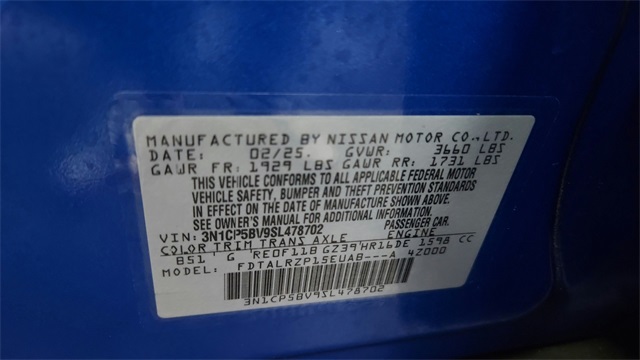 MANUFACTURED BY NISSAN MOTOR CO.,LTD.
DATE: 02/25. GVWR: 3660 LBS
GAWR FR: 1929 LBS GAWR RR: 1731 LBS
THIS VEHICLE CONFORMS TO ALL APPLICABLE FEDERAL MOTOR
VEHICLE SAFETY, BUMPER AND THEFT PREVENTION STANDARDS
IN EFFECT ON THE DATE OF MANUFACTURE SHOWN ABOVE.
SEE OWNER'S MANUAL FOR ADDITIONAL INFORMATION.
VIN: 3N1CP5BV9SL478702 PASSENGER CAR.
COLOR TRIM TRANS AXLE ENGINE
B51 G RE0F11B GZ39 HR16DE 1598 CC
MODEL: FDTALRZP15EUAB---A 4Z000
3N1CP5BV9SL478702